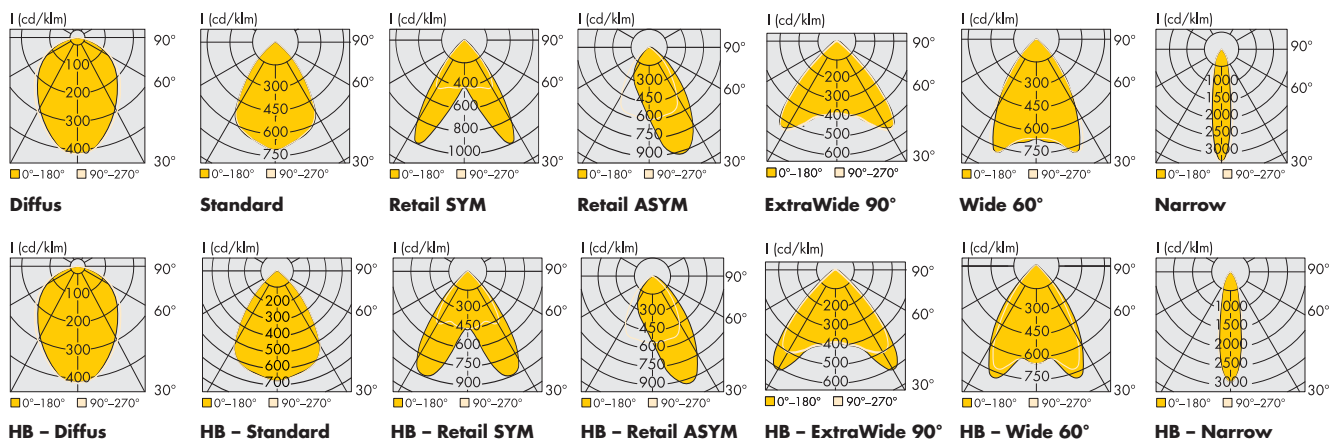 I (cd/klm) I (cd/klm) I (cd/klm) I (cd/klm) I (cd/klm) I (cd/klm) I (cd/klm)
90° 90° 90° 90° 90° 90° 90°
100 300 400 300 200 300 1000
60° 60° 60° 60° 60° 60° 60°
200 450 600 450 300 450 1500
300 600 800 600 400 600 2000
2500
750 500
400 750 1000 900 600 750 3000
30° 30° 30° 30° 30° 30° 30°
0°–180° 90°–270° 0°–180° 90°–270° 0°–180° 90°–270° 0°–180° 90°–270° 0°–180° 90°–270° 0°–180° 90°–270° 0°–180° 90°–270°
Diffus Standard Retail SYM Retail ASYM ExtraWide 90° Wide 60° Narrow
I (cd/klm) I (cd/klm) I (cd/klm) I (cd/klm) I (cd/klm) I (cd/klm) I (cd/klm)
90° 90° 90° 90° 90° 90° 90°
100 200 300 300 200 300 1000
60° 60° 60° 60° 60° 60° 60°
200 300 450 450 300 450 1500
400 600 400 2000
300 500 600 500 600 2500
600 750 750
400 700 900 900 600 750 3000
30° 30° 30° 30° 30° 30° 30°
0°–180° 90°–270° 0°–180° 90°–270° 0°–180° 90°–270° 0°–180° 90°–270° 0°–180° 90°–270° 0°–180° 90°–270° 0°–180° 90°–270°
HB – Diffus HB – Standard HB – Retail SYM HB – Retail ASYM HB – ExtraWide 90° HB – Wide 60° HB – Narrow